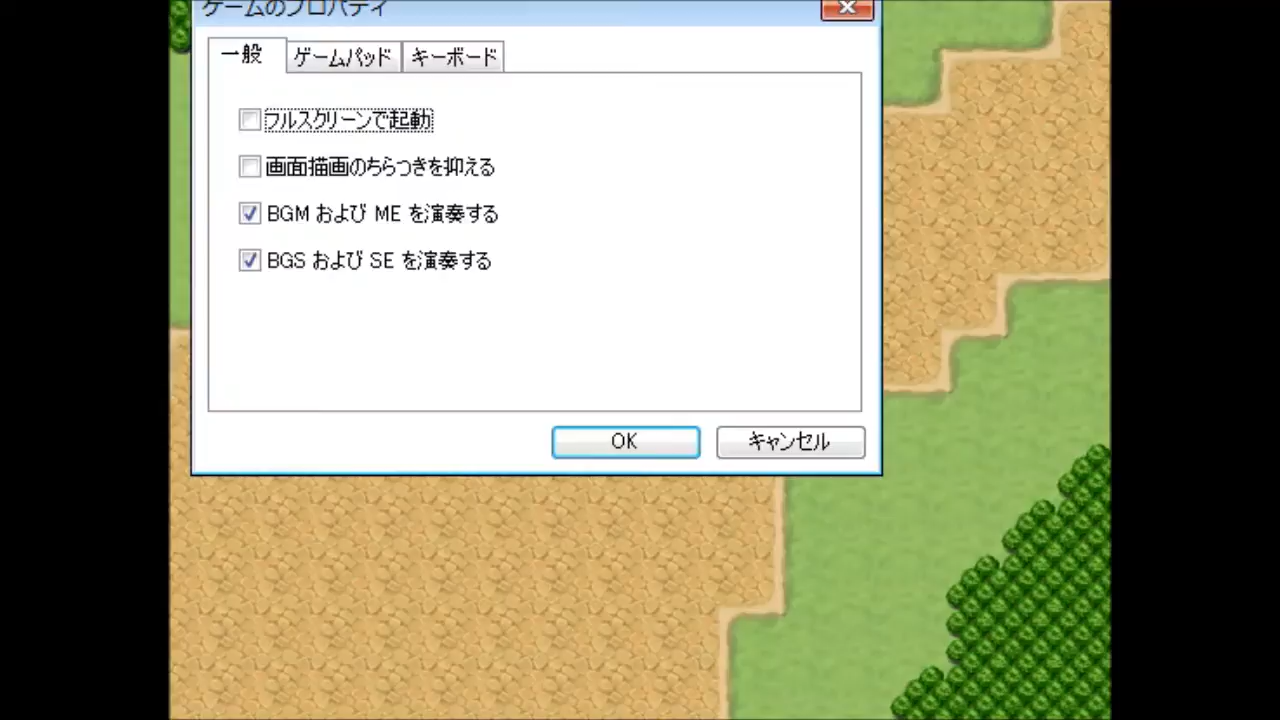 ゲームのプロパティ
一般 ゲームパッド キーボード
フルスクリーンで起動
画面描画のちらつきを抑える
BGM および ME を演奏する
BGS および SE を演奏する
OK キャンセル